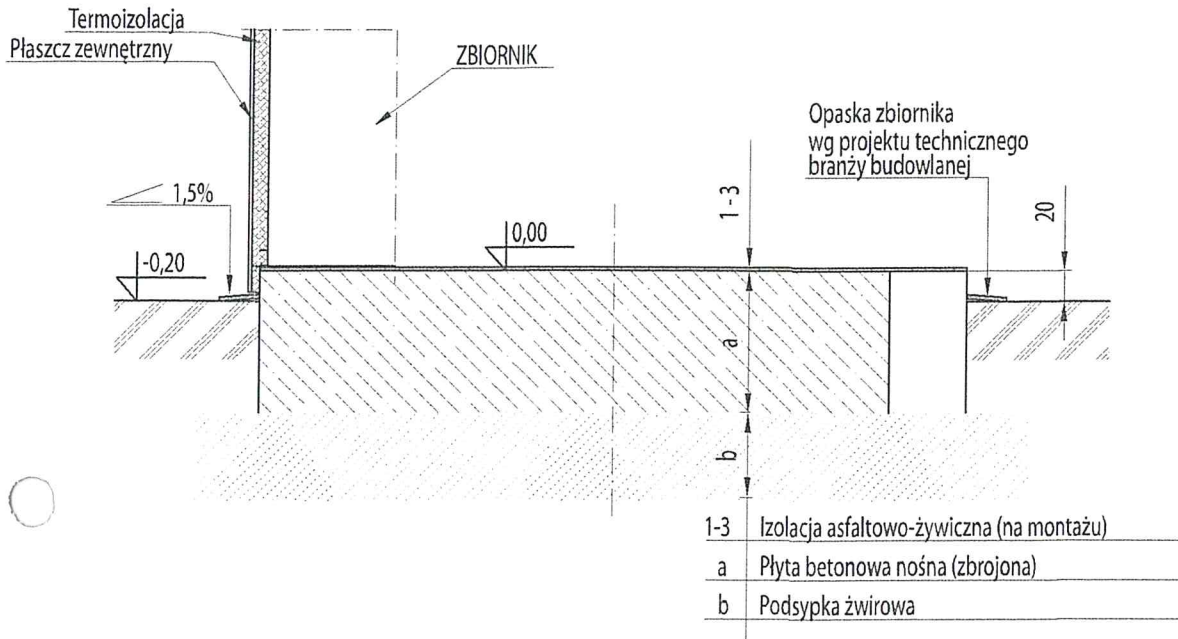 Termoizolacja
Płaszcz zewnętrzny
ZBIORNIK
Opaska zbiornika
wg projektu technicznego
branży budowlanej
1,5%
-0,20
0,00
1-3
20
a
b
1-3 Izolacja asfaltowo-żywiczna (na montażu)
a Płyta betonowa nośna (zbrojona)
b Podsypka żwirowa